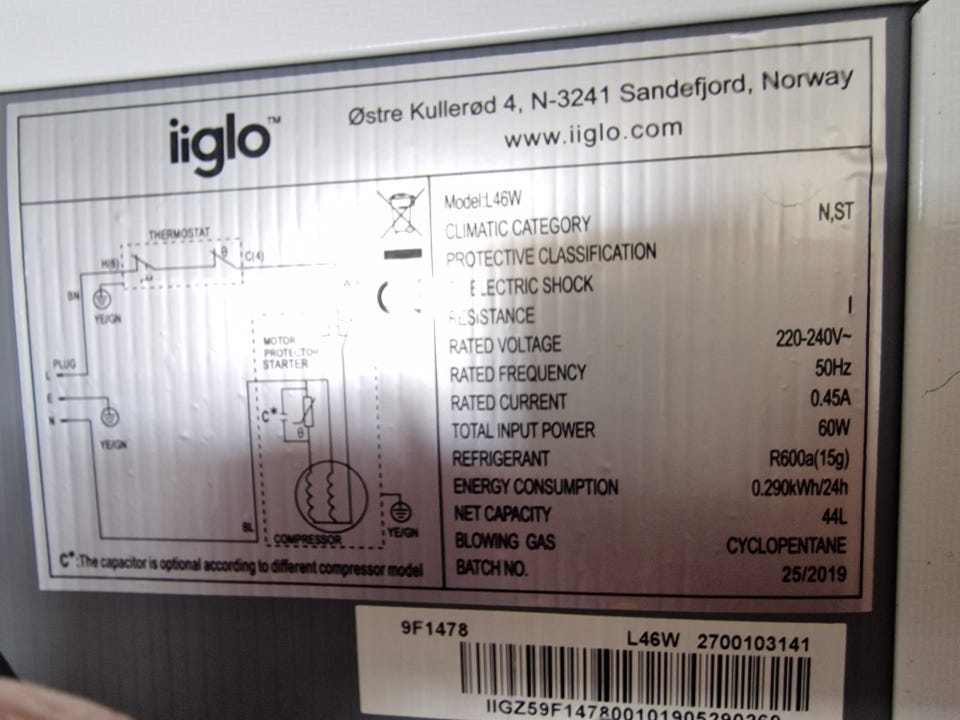 iiglo™
Østre Kullerød 4, N-3241 Sandefjord, Norway
www.iiglo.com
THERMOSTAT
H(6)
θ
C(4)
BN
YE/GN
PLUG
L
E
N
YE/GN
MOTOR
PROTECTOR
STARTER
C*
θ
BL
COMPRESSOR
YE/GN
C*:The capacitor is optional according to different compressor model
Model:L46W
CLIMATIC CATEGORY N,ST
PROTECTIVE CLASSIFICATION
ELECTRIC SHOCK
RESISTANCE I
RATED VOLTAGE 220-240V~
RATED FREQUENCY 50Hz
RATED CURRENT 0.45A
TOTAL INPUT POWER 60W
REFRIGERANT R600a(15g)
ENERGY CONSUMPTION 0.290kWh/24h
NET CAPACITY 44L
BLOWING GAS CYCLOPENTANE
BATCH NO. 25/2019
9F1478 L46W 2700103141